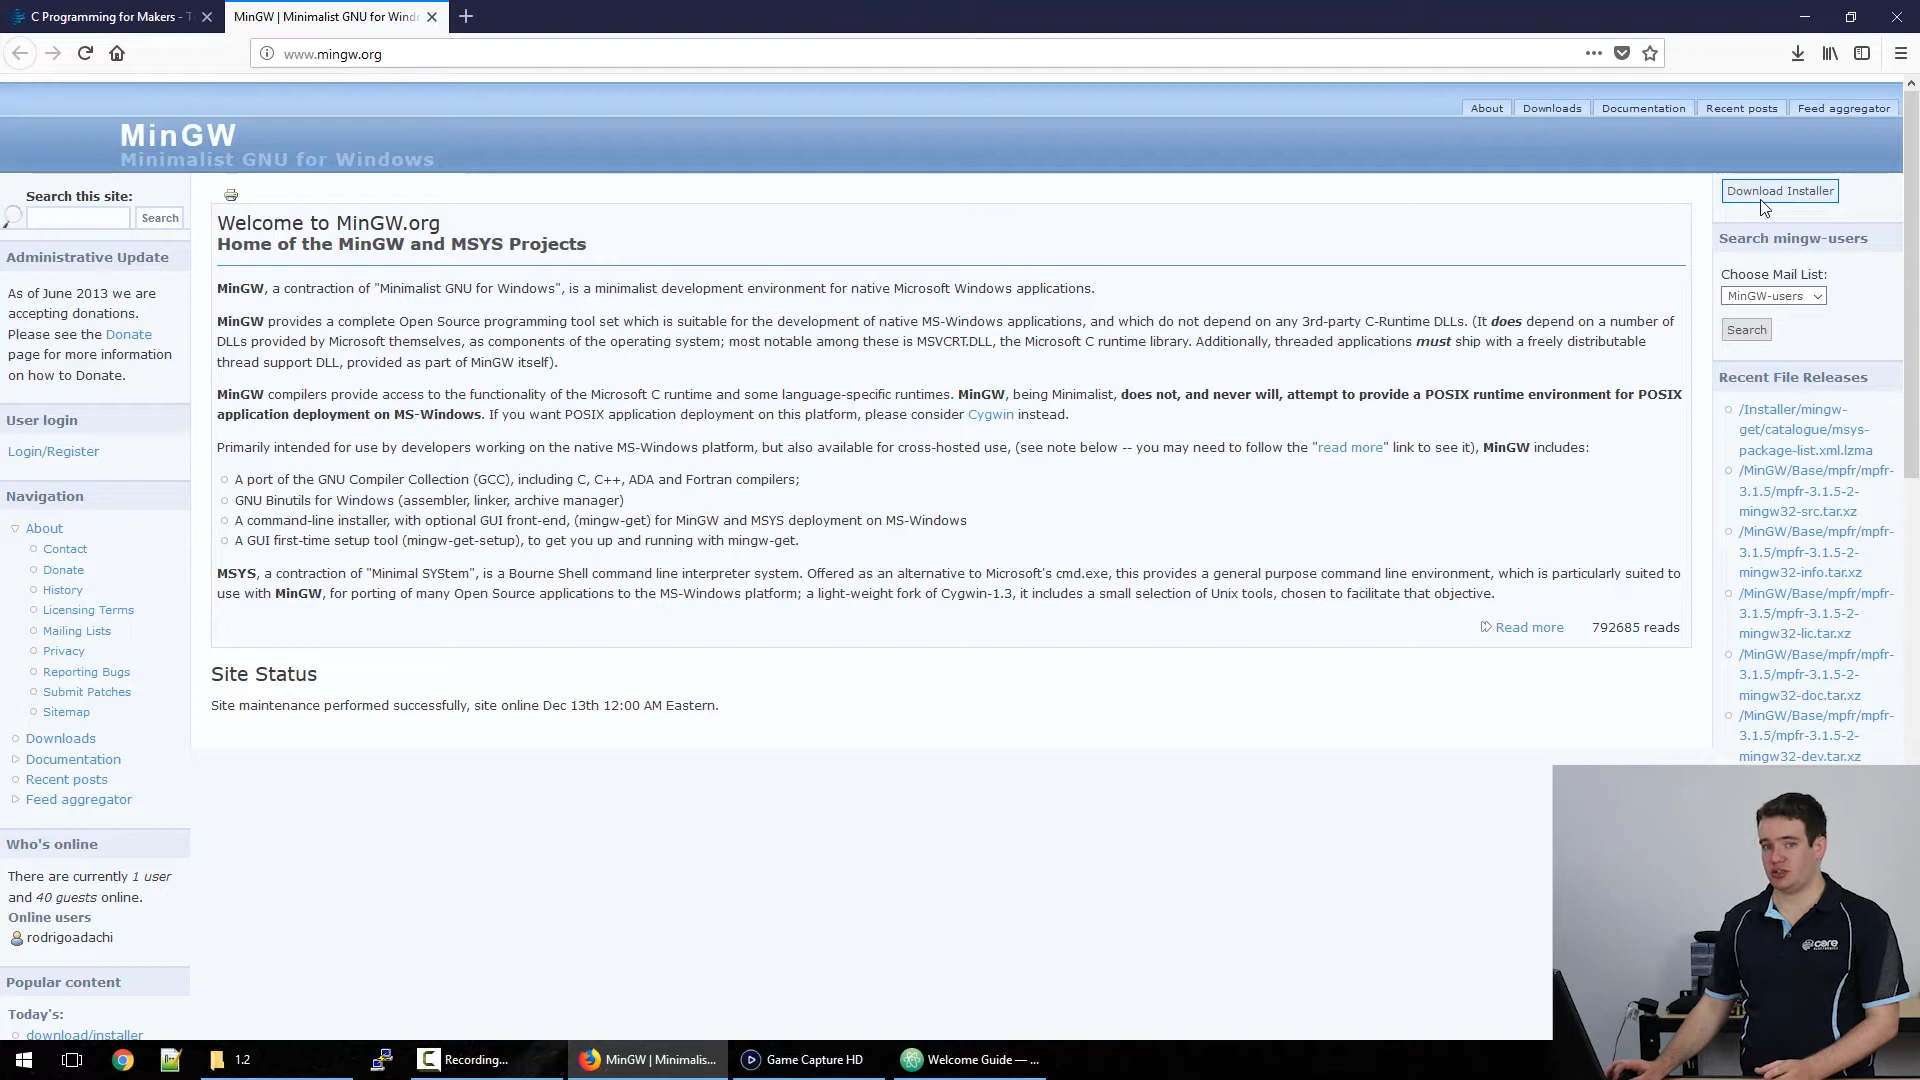 C Programming for Makers - T
MinGW | Minimalist GNU for Windo
www.mingw.org
About
Downloads
Documentation
Recent posts
Feed aggregator
MinGW
Minimalist GNU for Windows
Search this site:
Search
Administrative Update
As of June 2013 we are
accepting donations.
Please see the Donate
page for more information
on how to Donate.
User login
Login/Register
Navigation
About
Contact
Donate
History
Licensing Terms
Mailing Lists
Privacy
Reporting Bugs
Submit Patches
Sitemap
Downloads
Documentation
Recent posts
Feed aggregator
Who's online
There are currently 1 user
and 40 guests online.
Online users
rodrigoadachi
Popular content
Today's:
download/installer
Welcome to MinGW.org
Home of the MinGW and MSYS Projects
MinGW, a contraction of "Minimalist GNU for Windows", is a minimalist development environment for native Microsoft Windows applications.
MinGW provides a complete Open Source programming tool set which is suitable for the development of native MS-Windows applications, and which do not depend on any 3rd-party C-Runtime DLLs. (It does depend on a number of
DLLs provided by Microsoft themselves, as components of the operating system; most notable among these is MSVCRT.DLL, the Microsoft C runtime library. Additionally, threaded applications must ship with a freely distributable
thread support DLL, provided as part of MinGW itself).
MinGW compilers provide access to the functionality of the Microsoft C runtime and some language-specific runtimes. MinGW, being Minimalist, does not, and never will, attempt to provide a POSIX runtime environment for POSIX
application deployment on MS-Windows. If you want POSIX application deployment on this platform, please consider Cygwin instead.
Primarily intended for use by developers working on the native MS-Windows platform, but also available for cross-hosted use, (see note below -- you may need to follow the "read more" link to see it), MinGW includes:
A port of the GNU Compiler Collection (GCC), including C, C++, ADA and Fortran compilers;
GNU Binutils for Windows (assembler, linker, archive manager)
A command-line installer, with optional GUI front-end, (mingw-get) for MinGW and MSYS deployment on MS-Windows
A GUI first-time setup tool (mingw-get-setup), to get you up and running with mingw-get.
MSYS, a contraction of "Minimal SYStem", is a Bourne Shell command line interpreter system. Offered as an alternative to Microsoft's cmd.exe, this provides a general purpose command line environment, which is particularly suited to
use with MinGW, for porting of many Open Source applications to the MS-Windows platform; a light-weight fork of Cygwin-1.3, it includes a small selection of Unix tools, chosen to facilitate that objective.
Read more
792685 reads
Site Status
Site maintenance performed successfully, site online Dec 13th 12:00 AM Eastern.
Download Installer
Search mingw-users
Choose Mail List:
MinGW-users
Search
Recent File Releases
/Installer/mingw-
get/catalogue/msys-
package-list.xml.lzma
/MinGW/Base/mpfr/mpfr-
3.1.5/mpfr-3.1.5-2-
mingw32-src.tar.xz
/MinGW/Base/mpfr/mpfr-
3.1.5/mpfr-3.1.5-2-
mingw32-info.tar.xz
/MinGW/Base/mpfr/mpfr-
3.1.5/mpfr-3.1.5-2-
mingw32-lic.tar.xz
/MinGW/Base/mpfr/mpfr-
3.1.5/mpfr-3.1.5-2-
mingw32-doc.tar.xz
/MinGW/Base/mpfr/mpfr-
3.1.5/mpfr-3.1.5-2-
mingw32-dev.tar.xz
core
1.2
Recording...
MinGW | Minimalis...
Game Capture HD
Welcome Guide — ...